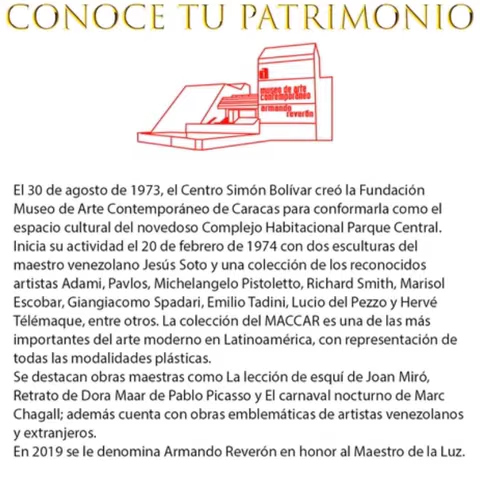 CONOCE TU PATRIMONIO
museo de arte
contemporáneo
armando
reverón
El 30 de agosto de 1973, el Centro Simón Bolívar creó la Fundación
Museo de Arte Contemporáneo de Caracas para conformarla como el
espacio cultural del novedoso Complejo Habitacional Parque Central.
Inicia su actividad el 20 de febrero de 1974 con dos esculturas del
maestro venezolano Jesús Soto y una colección de los reconocidos
artistas Adami, Pavlos, Michelangelo Pistoletto, Richard Smith, Marisol
Escobar, Giangiacomo Spadari, Emilio Tadini, Lucio del Pezzo y Hervé
Télémaque, entre otros. La colección del MACCAR es una de las más
importantes del arte moderno en Latinoamérica, con representación de
todas las modalidades plásticas.
Se destacan obras maestras como La lección de esquí de Joan Miró,
Retrato de Dora Maar de Pablo Picasso y El carnaval nocturno de Marc
Chagall; además cuenta con obras emblemáticas de artistas venezolanos
y extranjeros.
En 2019 se le denomina Armando Reverón en honor al Maestro de la Luz.